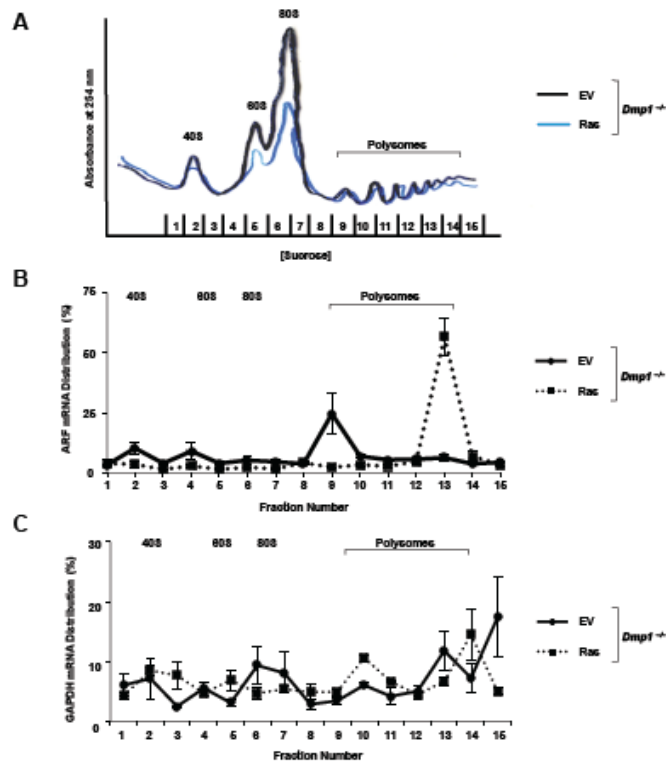 A
80S
60S
40S
Polysomes
EV
Ras
Dmp1 -/-
Absorbance at 254 nm
1 2 3 4 5 6 7 8 9 10 11 12 13 14 15
[Sucrose]
B
75
50
25
0
40S 60S 80S
Polysomes
EV
Ras
Dmp1 -/-
ARF mRNA Distribution (%)
1 2 3 4 5 6 7 8 9 10 11 12 13 14 15
Fraction Number
C
30
20
10
0
40S 60S 80S
Polysomes
EV
Ras
Dmp1 -/-
GAPDH mRNA Distribution (%)
1 2 3 4 5 6 7 8 9 10 11 12 13 14 15
Fraction Number